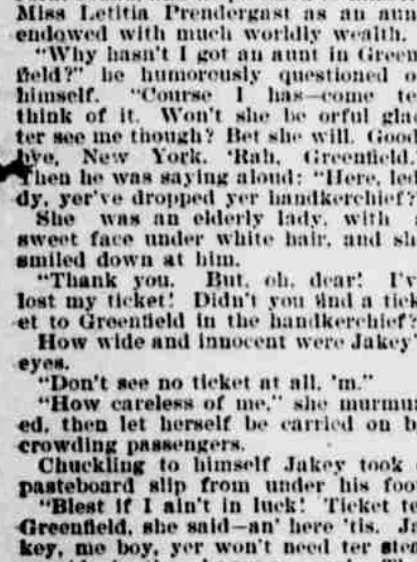 Miss Letitia Prendergast as an aun
endowed with much worldly wealth.
"Why hasn't I got an aunt in Green
field?" he humorously questioned o
himself. "Course I has—come te
think of it. Won't she be orful glad
ter see me though? Bet she will. Good
bye, New York. 'Rah, Greenfield.
Then he was saying aloud: "Here, led
dy, yer've dropped yer handkerchief?
She was an elderly lady, with
sweet face under white hair, and sh
smiled down at him.
"Thank you. But, oh, dear! I'v
lost my ticket! Didn't you find a tick
et to Greenfield in the handkerchief?
How wide and innocent were Jakey'
eyes.
"Don't see no ticket at all, 'm."
"How careless of me," she murmur
ed, then let herself be carried on b
crowding passengers.
Chuckling to himself Jakey took
pasteboard slip from under his foo
"Blest if I ain't in luck! Ticket te
Greenfield, she said—an' here 'tis. Ja
key, me boy, yer won't need ter stea